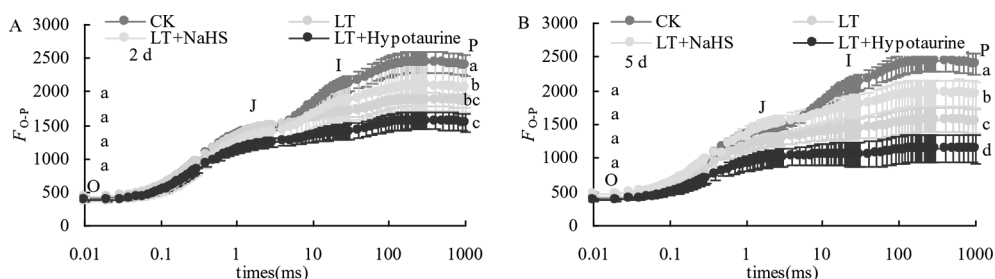 A
CK
LT
LT+NaHS
LT+Hypotaurine
2 d
3000
2500
2000
1500
1000
500
0
F O-P
a
a
a
a
O
J
I
P
a
b
bc
c
0.01 0.1 1 10 100 1000
times(ms)
B
CK
LT
LT+NaHS
LT+Hypotaurine
5 d
3000
2500
2000
1500
1000
500
0
F O-P
a
a
a
a
O
J
I
P
a
b
c
d
0.01 0.1 1 10 100 1000
times(ms)